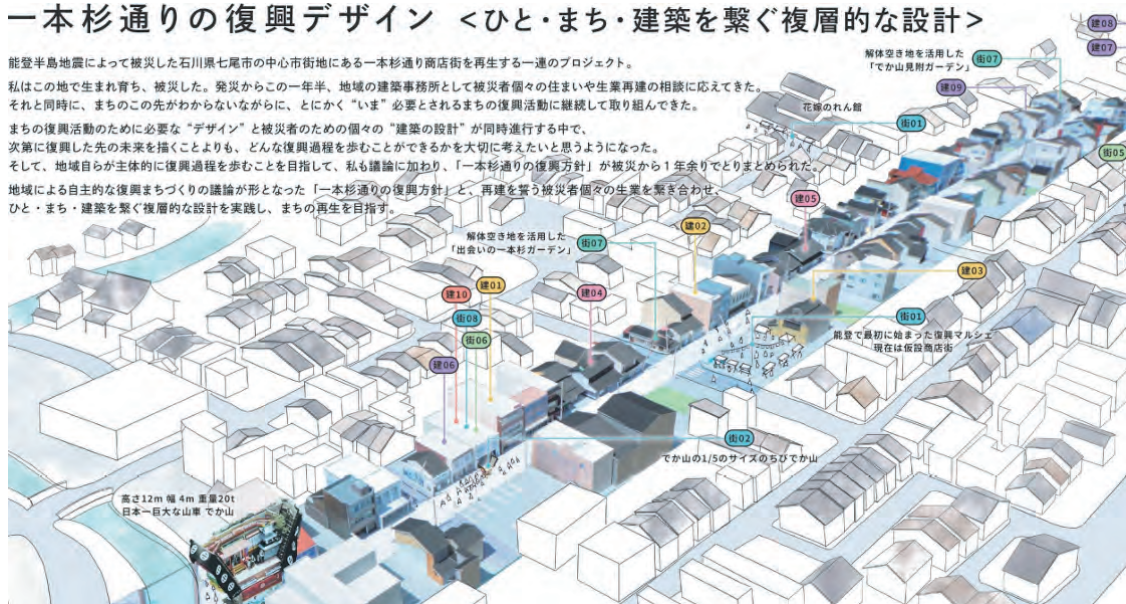 一本杉通りの復興デザイン <ひと・まち・建築を繋ぐ複層的な設計>
能登半島地震によって被災した石川県七尾市の中心市街地にある一本杉通り商店街を再生する一連のプロジェクト。
私はこの地で生まれ育ち、被災した。発災からこの一年半、地域の建築事務所として被災者個々の住まいや生業再建の相談に応えてきた。
それと同時に、まちのこの先がわからないながらに、とにかく“いま”必要とされるまちの復興活動に継続して取り組んできた。
まちの復興活動のために必要な“デザイン”と被災者のための個々の“建築の設計”が同時進行する中で、
次第に復興した先の未来を描くことよりも、どんな復興過程を歩むことができるかを大切に考えたいと思うようになった。
そして、地域自らが主体的に復興過程を歩むことを目指して、私も議論に加わり、「一本杉通りの復興方針」が被災から1年余りでとりまとめられた。
地域による自主的な復興まちづくりの議論が形となった「一本杉通りの復興方針」と、再建を誓う被災者個々の生業を繋ぎ合わせ、
ひと・まち・建築を繋ぐ複層的な設計を実践し、まちの再生を目指す。
建08
建07
解体空き地を活用した
「でか山見附ガーデン」
街07
建09
花嫁のれん館
街01
街05
建05
建02
解体空き地を活用した
「出会いの一本杉ガーデン」
街07
建03
建01
建10
建04
街08
街01
能登で最初に始まった復興マルシェ
現在は仮設商店街
街06
建06
街02
でか山の1/5のサイズのちびでか山
高さ12m 幅 4m 重量20t
日本一巨大な山車 でか山